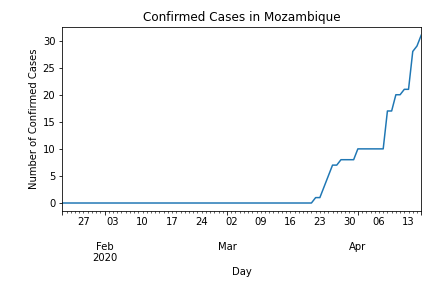 Confirmed Cases in Mozambique
Number of Confirmed Cases
30
25
20
15
10
5
0
27 03 10 17 24 02 09 16 23 30 06 13
Feb Mar Apr
2020
Day